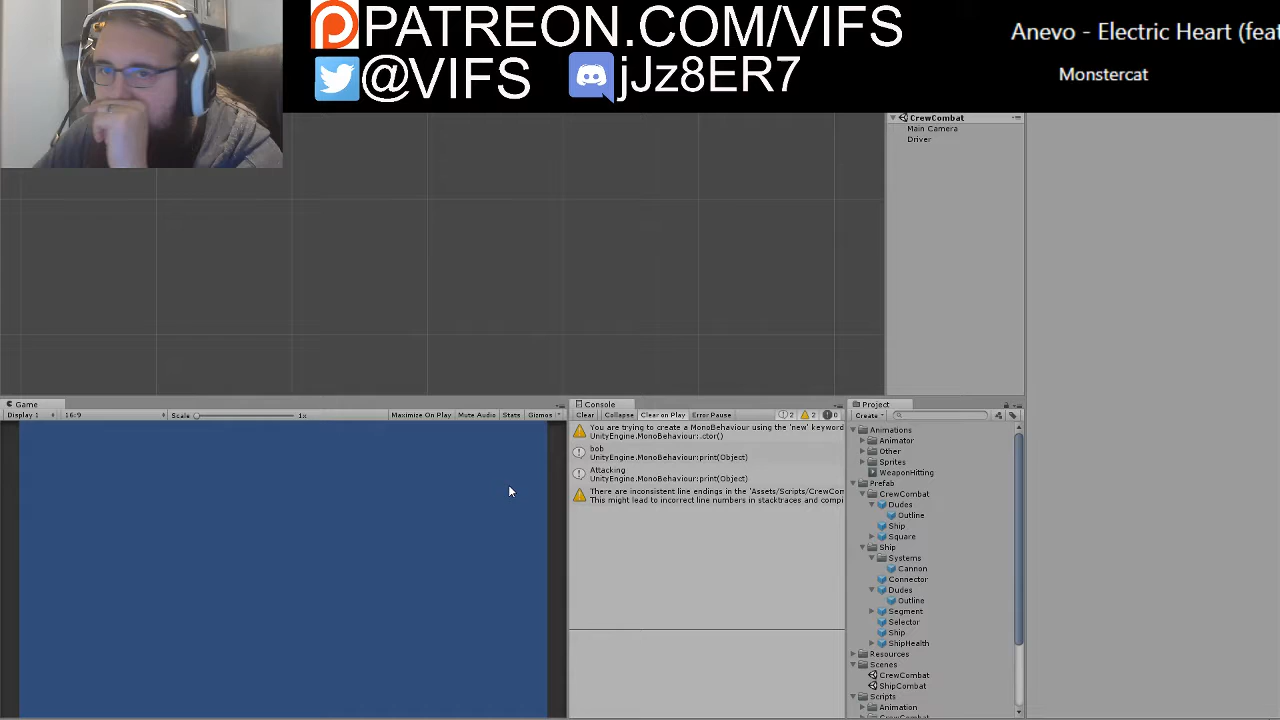 PATREON.COM/VIFS
@VIFS jJz8ER7
Anevo - Electric Heart (feat
Monstercat
CrewCombat
Main Camera
Driver
Game
Display 1 16:9 Scale 1x Maximize On Play Mute Audio Stats Gizmos
Console
Clear Collapse Clear on Play Error Pause 2 2 0
You are trying to create a MonoBehaviour using the 'new' keyword
UnityEngine.MonoBehaviour:.ctor()
bob
UnityEngine.MonoBehaviour:print(Object)
Attacking
UnityEngine.MonoBehaviour:print(Object)
There are inconsistent line endings in the 'Assets/Scripts/CrewCom
This might lead to incorrect line numbers in stacktraces and compi
Project
Create
Animations
Animator
Other
Sprites
WeaponHitting
Prefab
CrewCombat
Dudes
Outline
Ship
Square
Ship
Systems
Cannon
Connector
Dudes
Outline
Segment
Selector
Ship
ShipHealth
Resources
Scenes
CrewCombat
ShipCombat
Scripts
Animation
CrewCombat